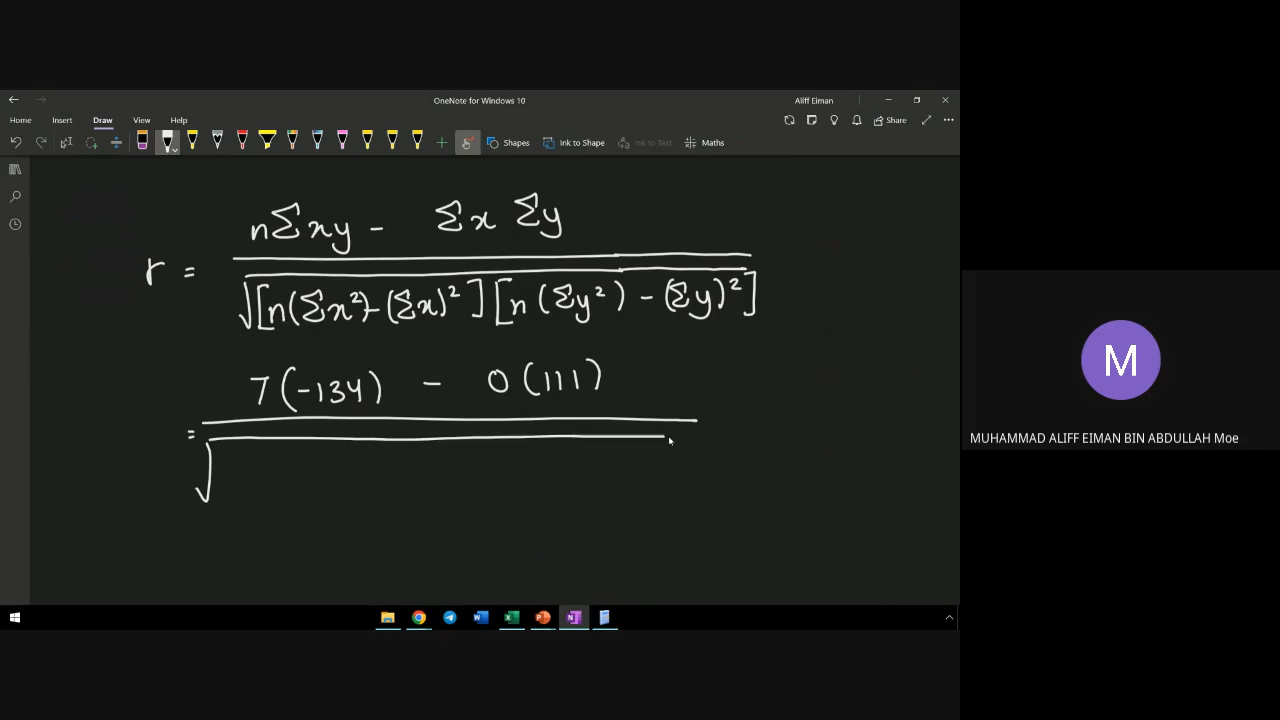 OneNote for Windows 10
Aliff Eiman
Home Insert Draw View Help
Share
Shapes Ink to Shape Ink to Text Maths
n Σxy - Σx Σy
r =
√[n(Σx²)-(Σx)²][n(Σy²) - (Σy)²]
7(-134) - 0(111)
=
√
M
MUHAMMAD ALIFF EIMAN BIN ABDULLAH Moe